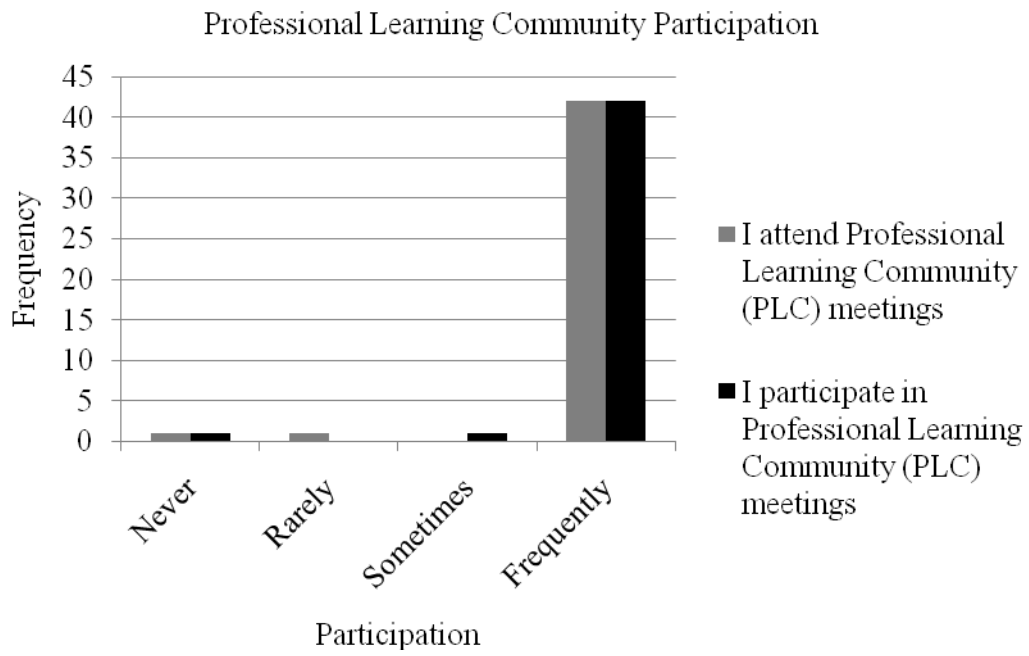 Professional Learning Community Participation
45
40
35
30
25
20
15
10
5
0
Frequency
Never
Rarely
Sometimes
Frequently
Participation
I attend Professional
Learning Community
(PLC) meetings
I participate in
Professional Learning
Community (PLC)
meetings